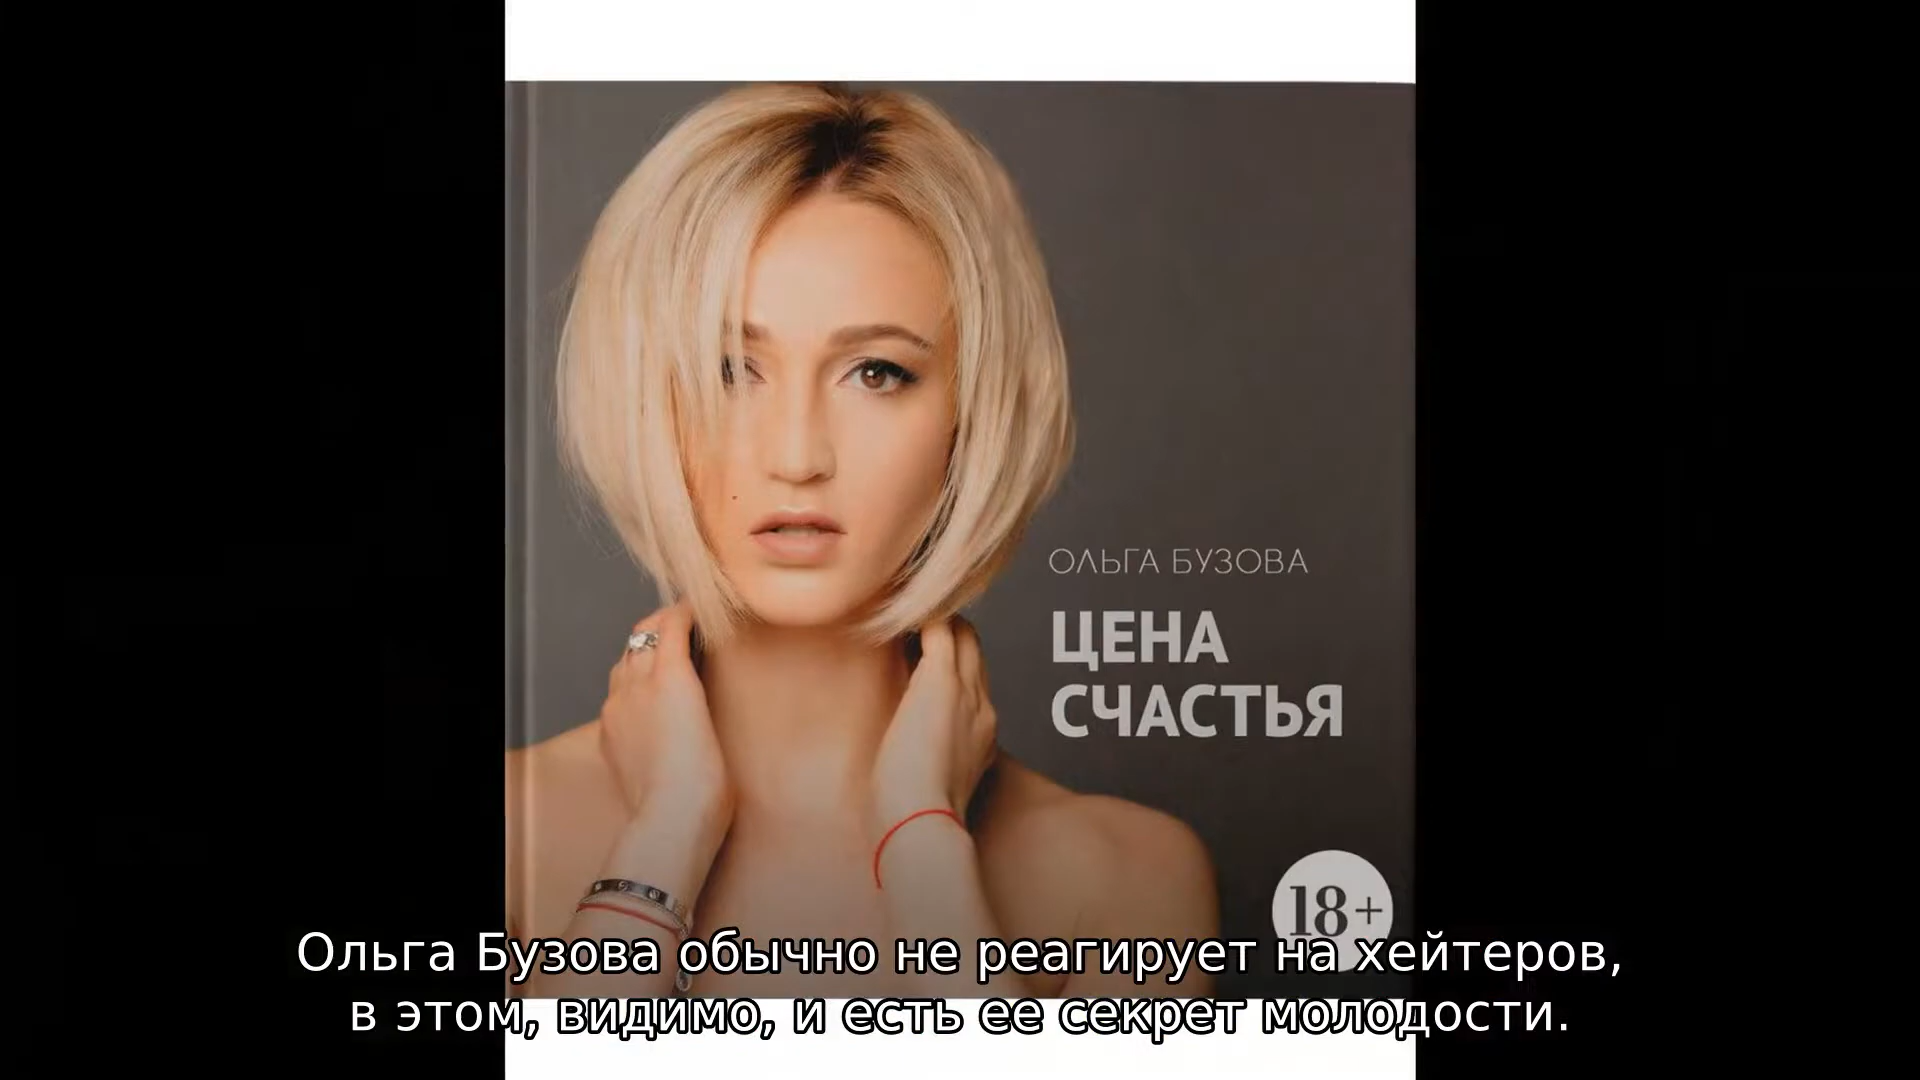 ОЛЬГА БУЗОВА
ЦЕНА
СЧАСТЬЯ
18+
Ольга Бузова обычно не реагирует на хейтеров,
в этом, видимо, и есть ее секрет молодости.